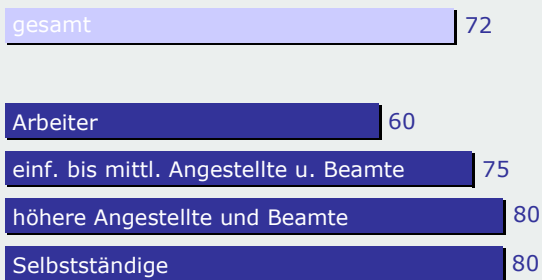 gesamt 72
Arbeiter 60
einf. bis mittl. Angestellte u. Beamte 75
höhere Angestellte und Beamte 80
Selbstständige 80